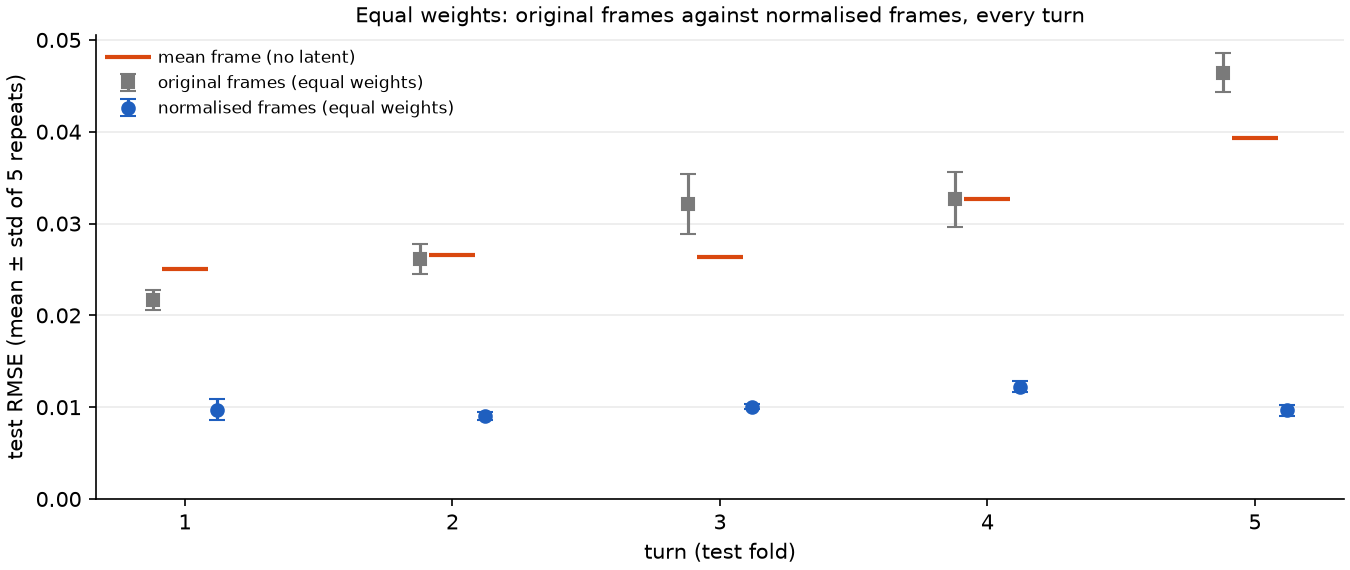 Equal weights: original frames against normalised frames, every turn
mean frame (no latent)
original frames (equal weights)
normalised frames (equal weights)
test RMSE (mean ± std of 5 repeats)
0.05
0.04
0.03
0.02
0.01
0.00
1 2 3 4 5
turn (test fold)